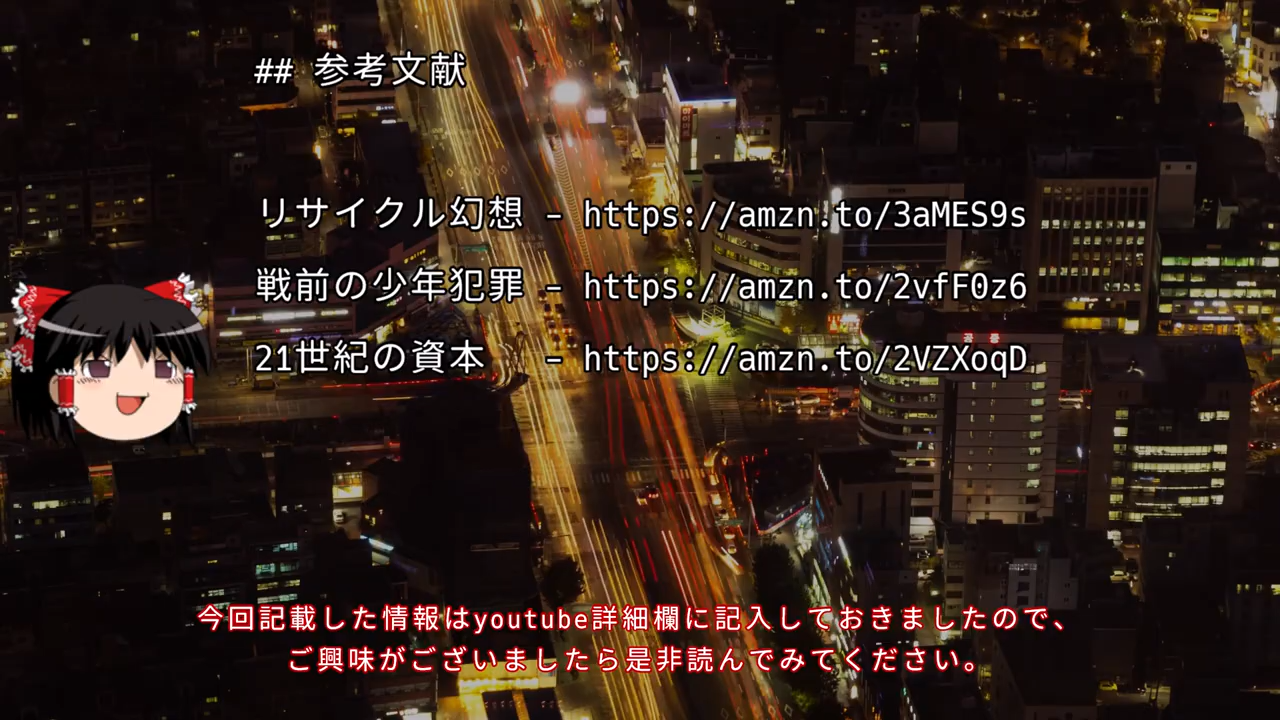 ## 参考文献
リサイクル幻想 - https://amzn.to/3aMES9s
戦前の少年犯罪 - https://amzn.to/2vfF0z6
21世紀の資本 - https://amzn.to/2VZXoqD
今回記載した情報はyoutube詳細欄に記入しておきましたので、
ご興味がございましたら是非読んでみてください。